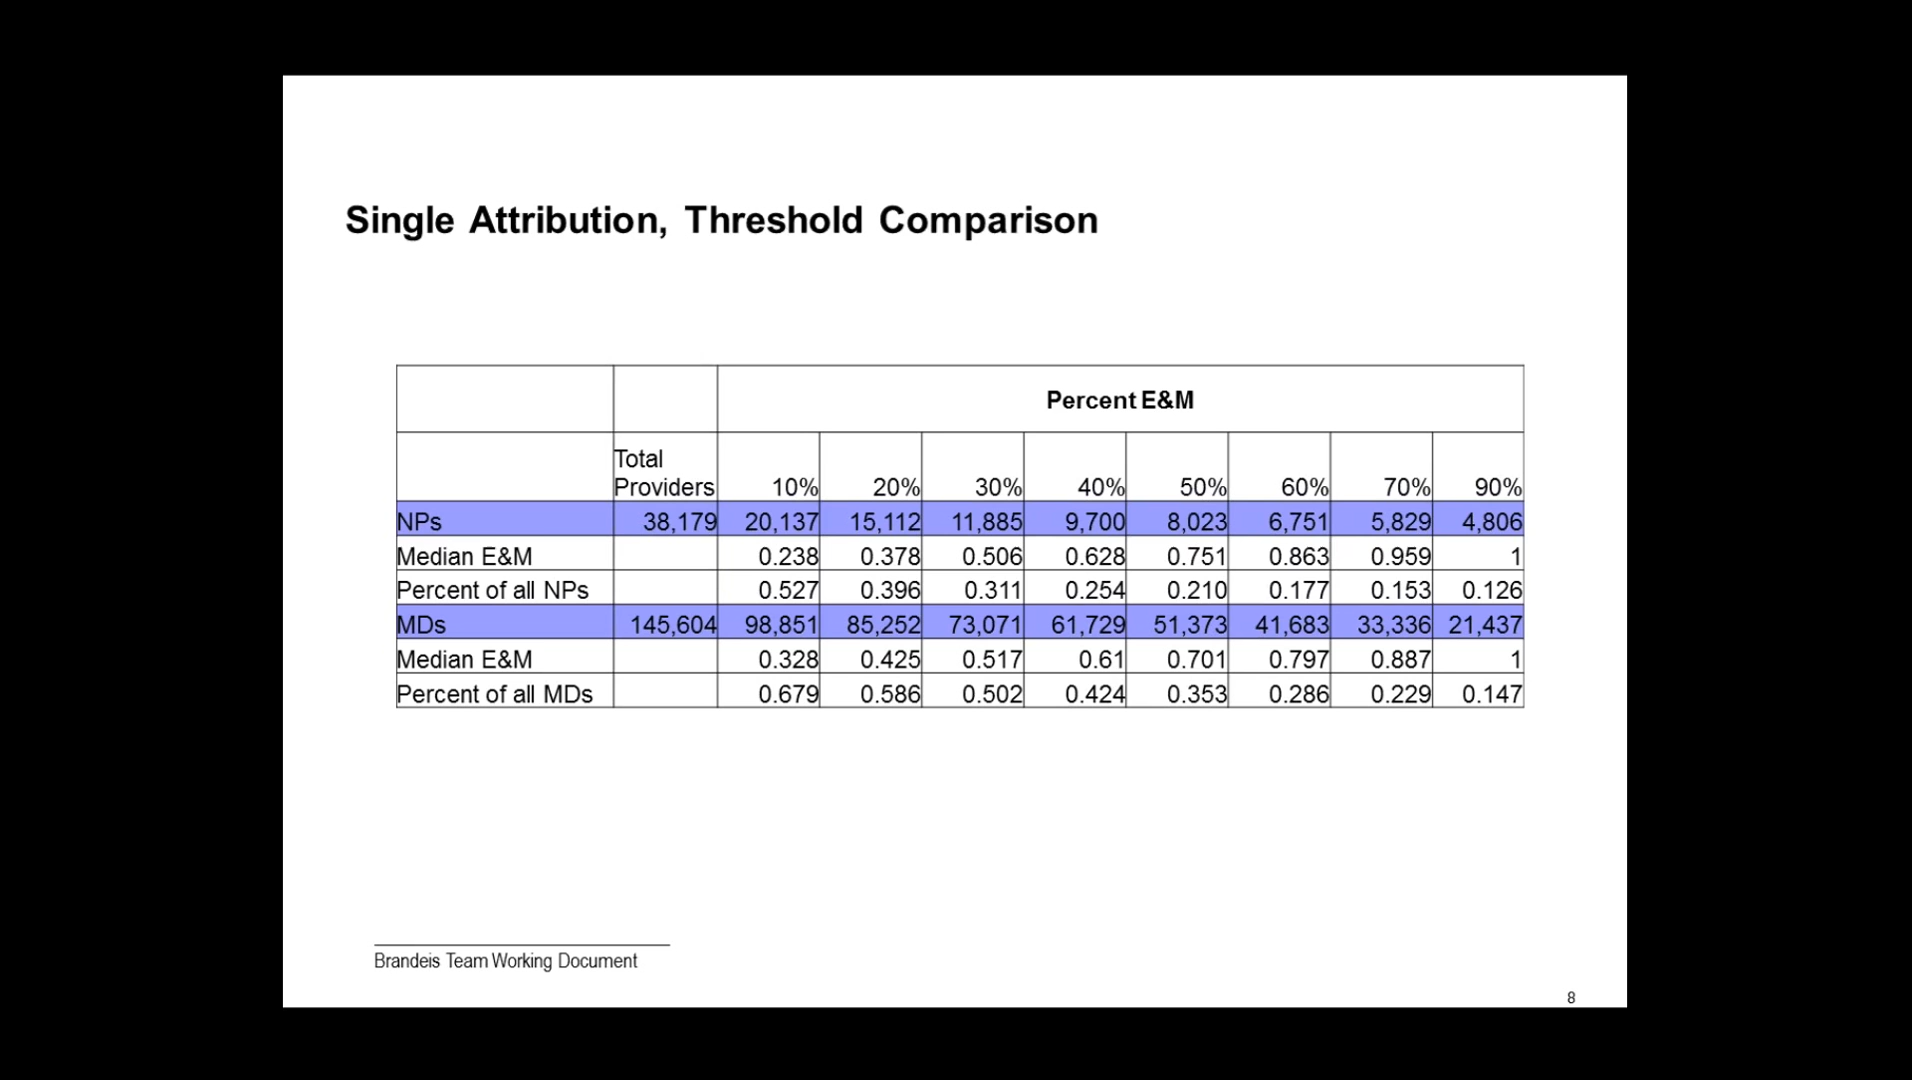 Single Attribution, Threshold Comparison
Percent E&M
Total
Providers 10% 20% 30% 40% 50% 60% 70% 90%
NPs 38,179 20,137 15,112 11,885 9,700 8,023 6,751 5,829 4,806
Median E&M 0.238 0.378 0.506 0.628 0.751 0.863 0.959 1
Percent of all NPs 0.527 0.396 0.311 0.254 0.210 0.177 0.153 0.126
MDs 145,604 98,851 85,252 73,071 61,729 51,373 41,683 33,336 21,437
Median E&M 0.328 0.425 0.517 0.61 0.701 0.797 0.887 1
Percent of all MDs 0.679 0.586 0.502 0.424 0.353 0.286 0.229 0.147
Brandeis Team Working Document
8